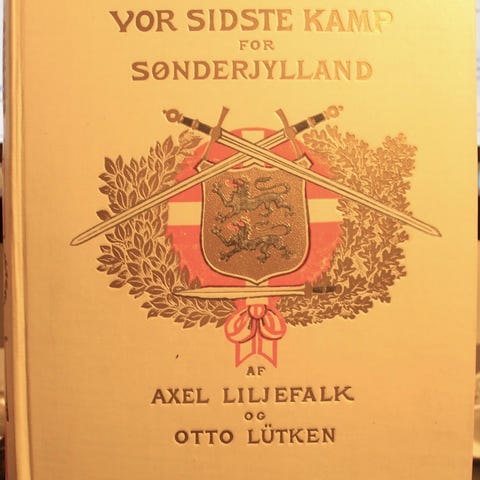 VOR SIDSTE KAMP
FOR
SØNDERJYLLAND
AF
AXEL LILJEFALK
OG
OTTO LÜTKEN